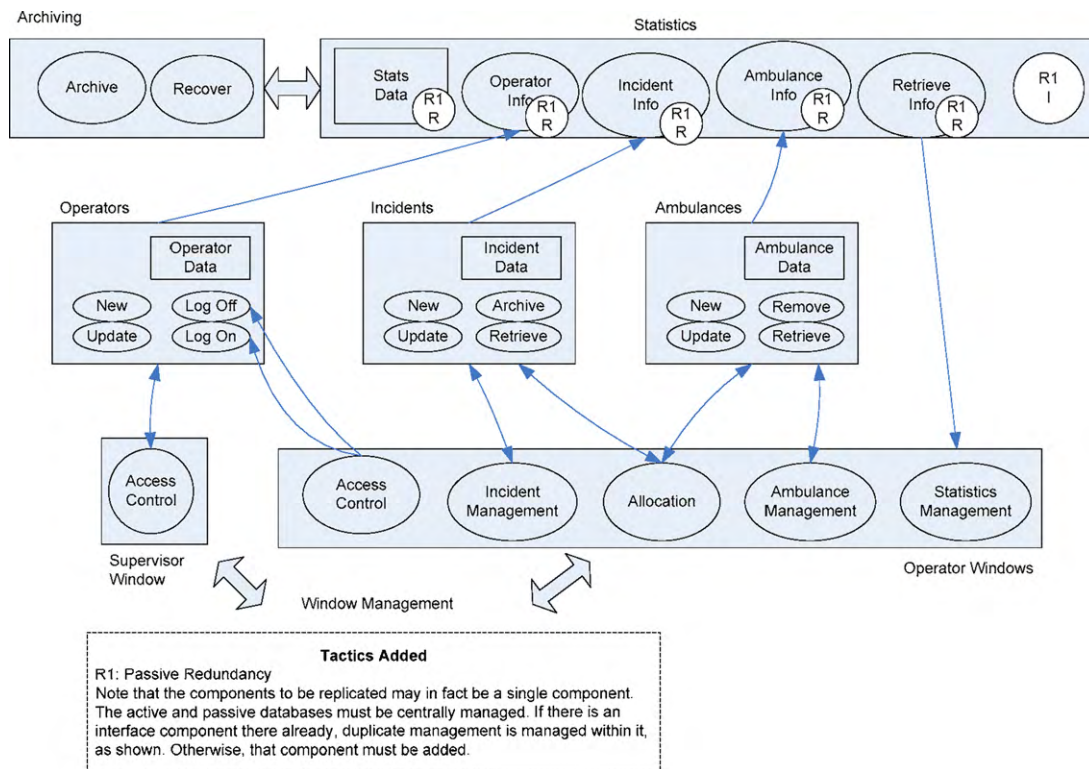 Archiving
Statistics
Archive
Recover
Stats
Data
R1
R
Operator
Info
R1
R
Incident
Info
R1
R
Ambulance
Info
R1
R
Retrieve
Info
R1
R
R1
I
Operators
Incidents
Ambulances
Operator
Data
New
Log Off
Update
Log On
Incident
Data
New
Archive
Update
Retrieve
Ambulance
Data
New
Remove
Update
Retrieve
Access
Control
Supervisor
Window
Access
Control
Incident
Management
Allocation
Ambulance
Management
Statistics
Management
Operator Windows
Window Management
Tactics Added
R1: Passive Redundancy
Note that the components to be replicated may in fact be a single component.
The active and passive databases must be centrally managed. If there is an
interface component there already, duplicate management is managed within it,
as shown. Otherwise, that component must be added.